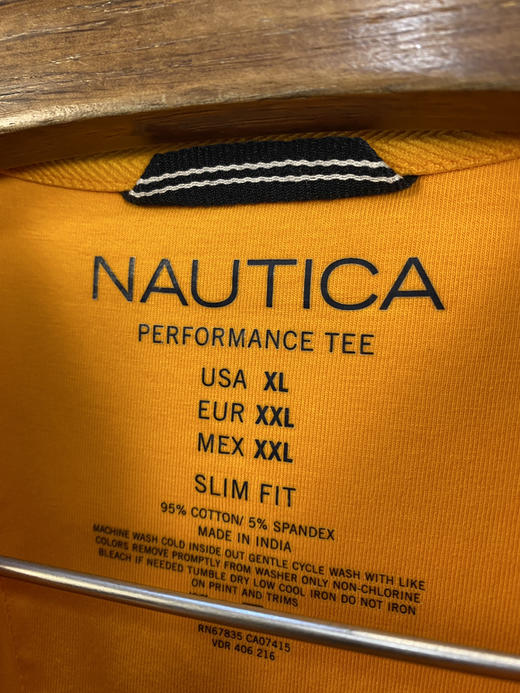 NAUTICA
PERFORMANCE TEE
USA XL
EUR XXL
MEX XXL
SLIM FIT
95% COTTON/ 5% SPANDEX
MADE IN INDIA
MACHINE WASH COLD INSIDE OUT GENTLE CYCLE WASH WITH LIKE
COLORS REMOVE PROMPTLY FROM WASHER ONLY NON-CHLORINE
BLEACH IF NEEDED TUMBLE DRY LOW COOL IRON DO NOT IRON
ON PRINT AND TRIMS
RN67835 CA07415
VDR 406 216